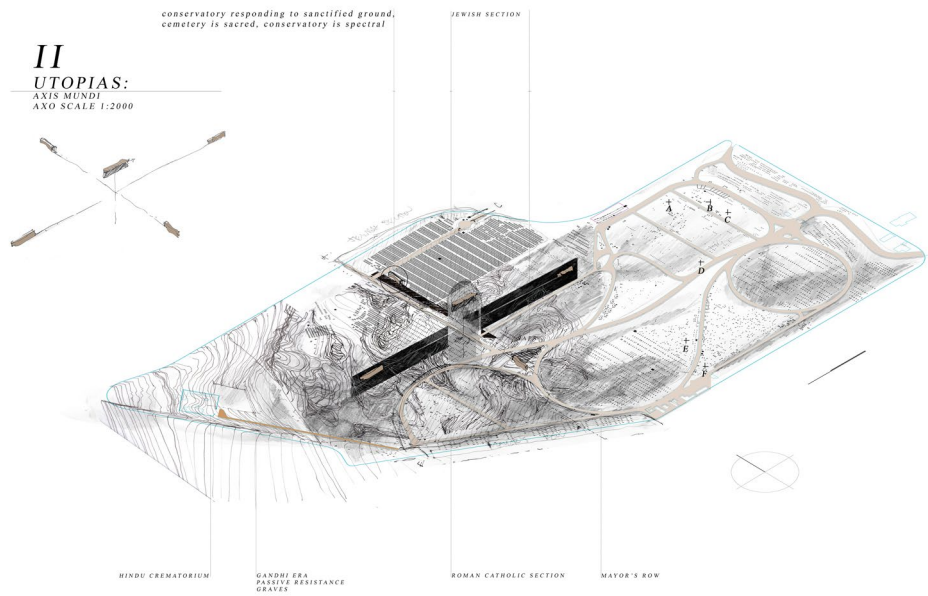 conservatory responding to sanctified ground,
cemetery is sacred, conservatory is spectral
JEWISH SECTION
II
UTOPIAS:
AXIS MUNDI
AXO SCALE 1:2000
A
B
C
D
E
F
HINDU CREMATORIUM
GANDHI ERA
PASSIVE RESISTANCE
GRAVES
ROMAN CATHOLIC SECTION
MAYOR'S ROW